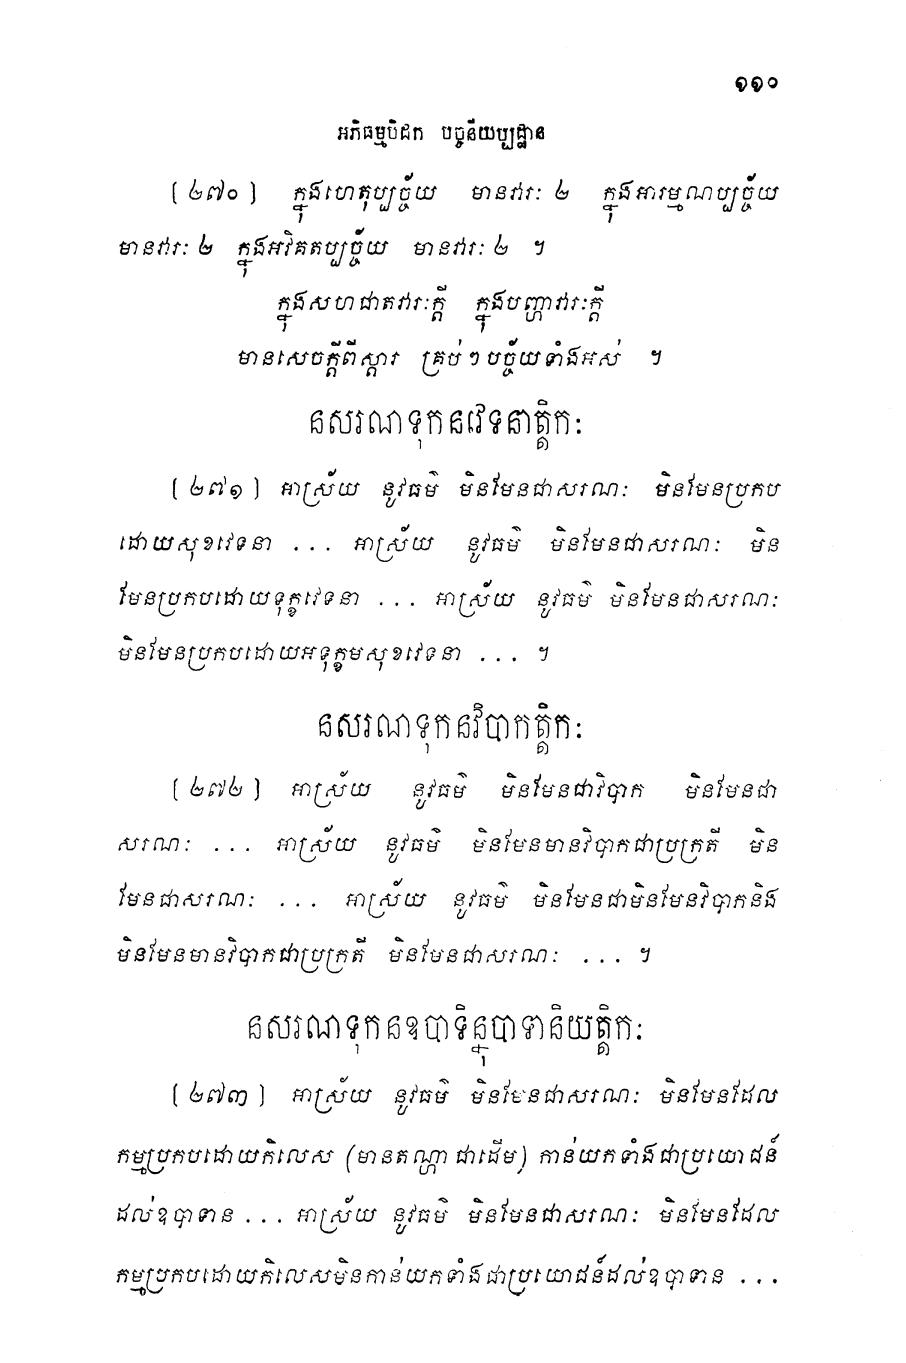 ១១០
អភិធម្មបិដក បច្ចនីយប្បដ្ឋាន
(២៧០) ក្នុងហេតុប្បច្ច័យ មានវារៈ ២ ក្នុងអារម្មណប្បច្ច័យ
មានវារៈ ២ ក្នុងអវិគតប្បច្ច័យ មានវារៈ ២ ។
ក្នុងសហជាតវារៈក្តី ក្នុងបញ្ហាវារៈក្តី
មានសេចក្តីពីស្តារ គ្រប់ៗបច្ច័យទាំងអស់ ។
នសរណទុកនវេទនាត្តិកៈ
(២៧១) អាស្រ័យ នូវធម៌ មិនមែនជាសរណៈ មិនមែនប្រកប
ដោយសុខវេទនា ... អាស្រ័យ នូវធម៌ មិនមែនជាសរណៈ មិន
មែនប្រកបដោយទុក្ខវេទនា ... អាស្រ័យ នូវធម៌ មិនមែនជាសរណៈ
មិនមែនប្រកបដោយអទុក្ខមសុខវេទនា ... ។
នសរណទុកនវិបាកត្តិកៈ
(២៧២) អាស្រ័យ នូវធម៌ មិនមែនជាវិបាក មិនមែនជា
សរណៈ ... អាស្រ័យ នូវធម៌ មិនមែនមានវិបាកជាប្រក្រតី មិន
មែនជាសរណៈ ... អាស្រ័យ នូវធម៌ មិនមែនជាមិនមែនវិបាកនិង
មិនមែនមានវិបាកជាប្រក្រតី មិនមែនជាសរណៈ ... ។
នសរណទុកនឧបាទិន្នុបាទានិយត្តិកៈ
(២៧៣) អាស្រ័យ នូវធម៌ មិនមែនជាសរណៈ មិនមែនដែល
កម្មប្រកបដោយកិលេស (មានតណ្ហាជាដើម) កាន់យកទាំងជាប្រយោជន៍
ដល់ឧបាទាន ... អាស្រ័យ នូវធម៌ មិនមែនជាសរណៈ មិនមែនដែល
កម្មប្រកបដោយកិលេសមិនកាន់យកទាំងជាប្រយោជន៍ដល់ឧបាទាន ...